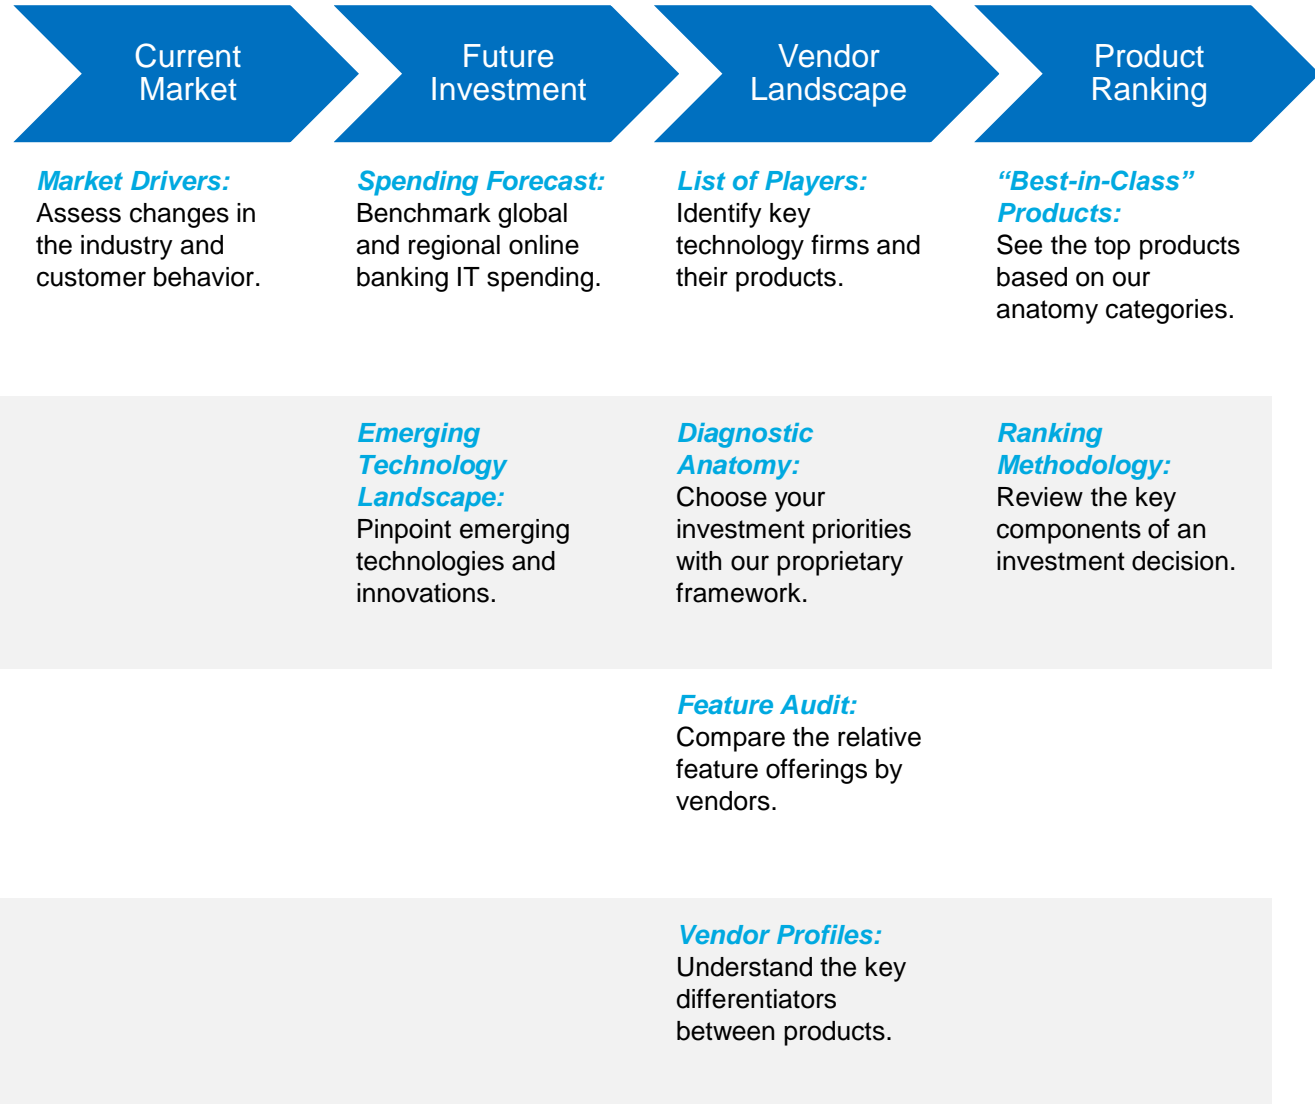 Current
Market
Future
Investment
Vendor
Landscape
Product
Ranking
Market Drivers:
Assess changes in
the industry and
customer behavior.
Spending Forecast:
Benchmark global
and regional online
banking IT spending.
List of Players:
Identify key
technology firms and
their products.
“Best-in-Class”
Products:
See the top products
based on our
anatomy categories.
Emerging
Technology
Landscape:
Pinpoint emerging
technologies and
innovations.
Diagnostic
Anatomy:
Choose your
investment priorities
with our proprietary
framework.
Ranking
Methodology:
Review the key
components of an
investment decision.
Feature Audit:
Compare the relative
feature offerings by
vendors.
Vendor Profiles:
Understand the key
differentiators
between products.